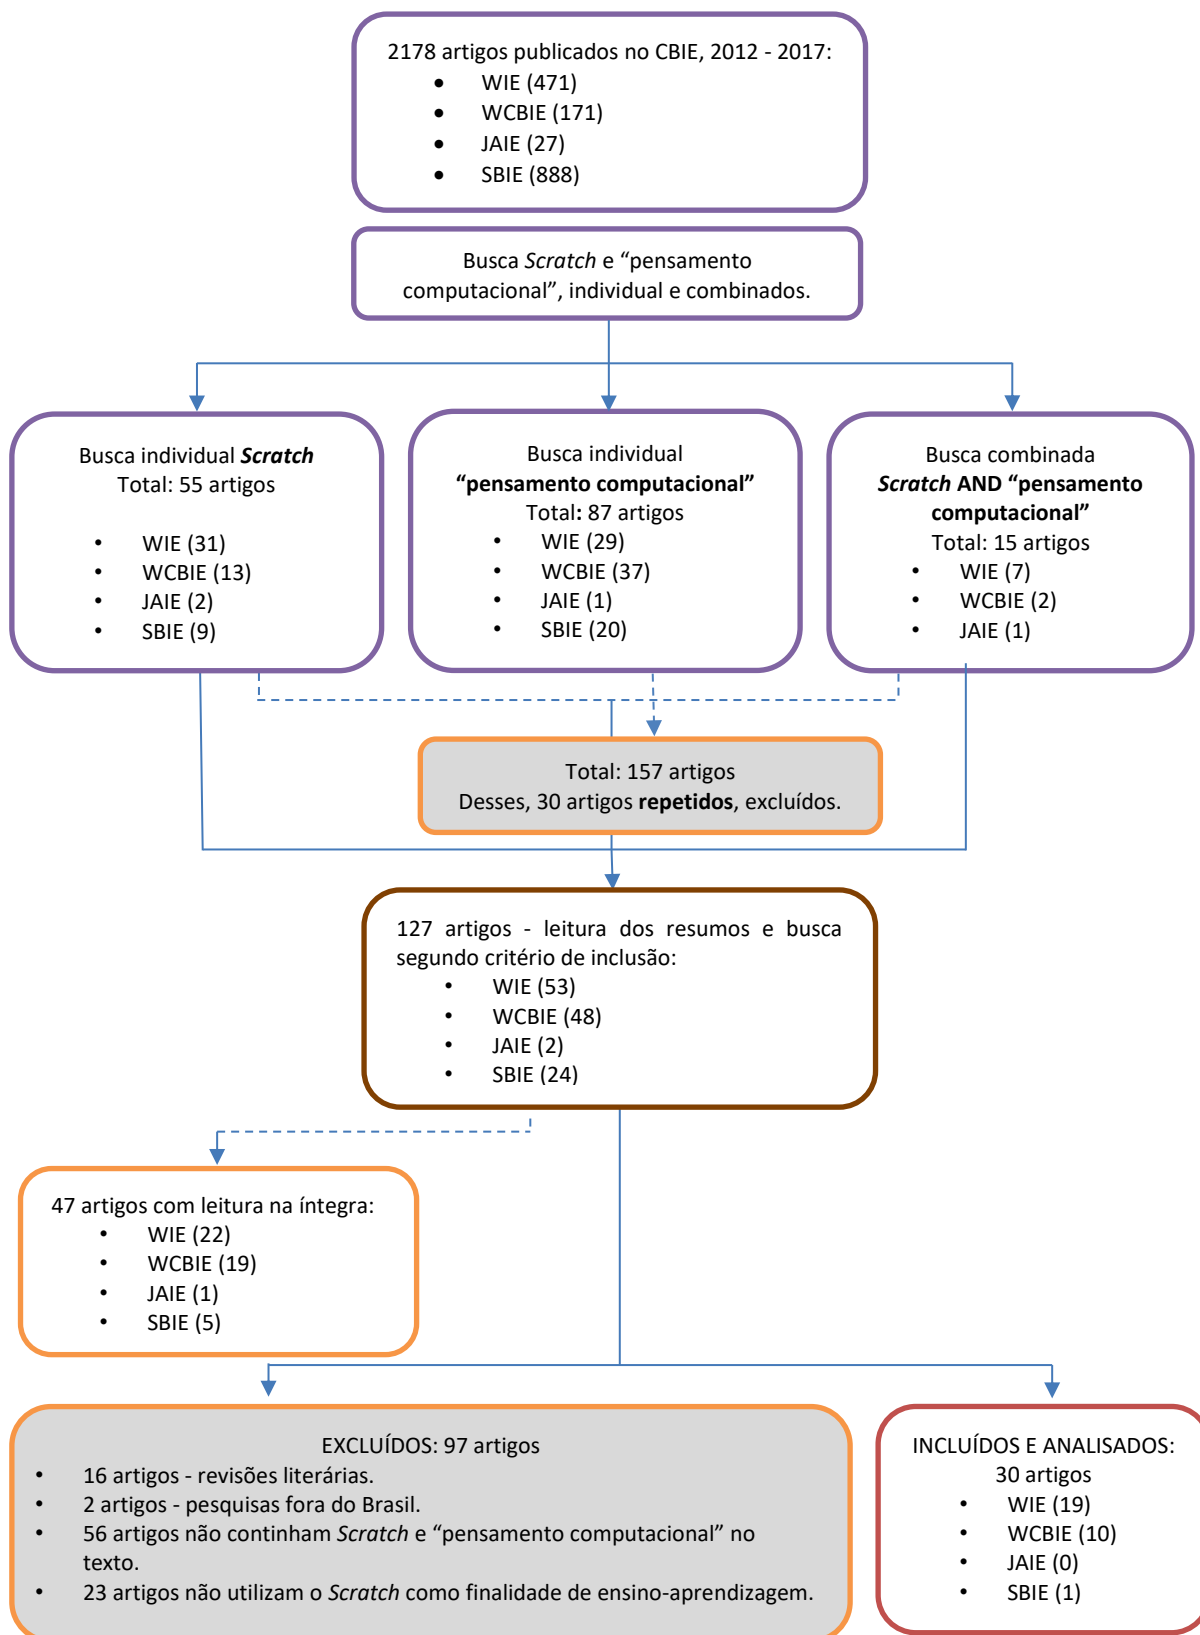 2178 artigos publicados no CBIE, 2012 - 2017:
• WIE (471)
• WCBIE (171)
• JAIE (27)
• SBIE (888)
Busca Scratch e “pensamento
computacional”, individual e combinados.
Busca individual Scratch
Total: 55 artigos
• WIE (31)
• WCBIE (13)
• JAIE (2)
• SBIE (9)
Busca individual
“pensamento computacional”
Total: 87 artigos
• WIE (29)
• WCBIE (37)
• JAIE (1)
• SBIE (20)
Busca combinada
Scratch AND “pensamento
computacional”
Total: 15 artigos
• WIE (7)
• WCBIE (2)
• JAIE (1)
Total: 157 artigos
Desses, 30 artigos repetidos, excluídos.
127 artigos - leitura dos resumos e busca
segundo critério de inclusão:
• WIE (53)
• WCBIE (48)
• JAIE (2)
• SBIE (24)
47 artigos com leitura na íntegra:
• WIE (22)
• WCBIE (19)
• JAIE (1)
• SBIE (5)
EXCLUÍDOS: 97 artigos
• 16 artigos - revisões literárias.
• 2 artigos - pesquisas fora do Brasil.
• 56 artigos não continham Scratch e “pensamento computacional” no
texto.
• 23 artigos não utilizam o Scratch como finalidade de ensino-aprendizagem.
INCLUÍDOS E ANALISADOS:
30 artigos
• WIE (19)
• WCBIE (10)
• JAIE (0)
• SBIE (1)